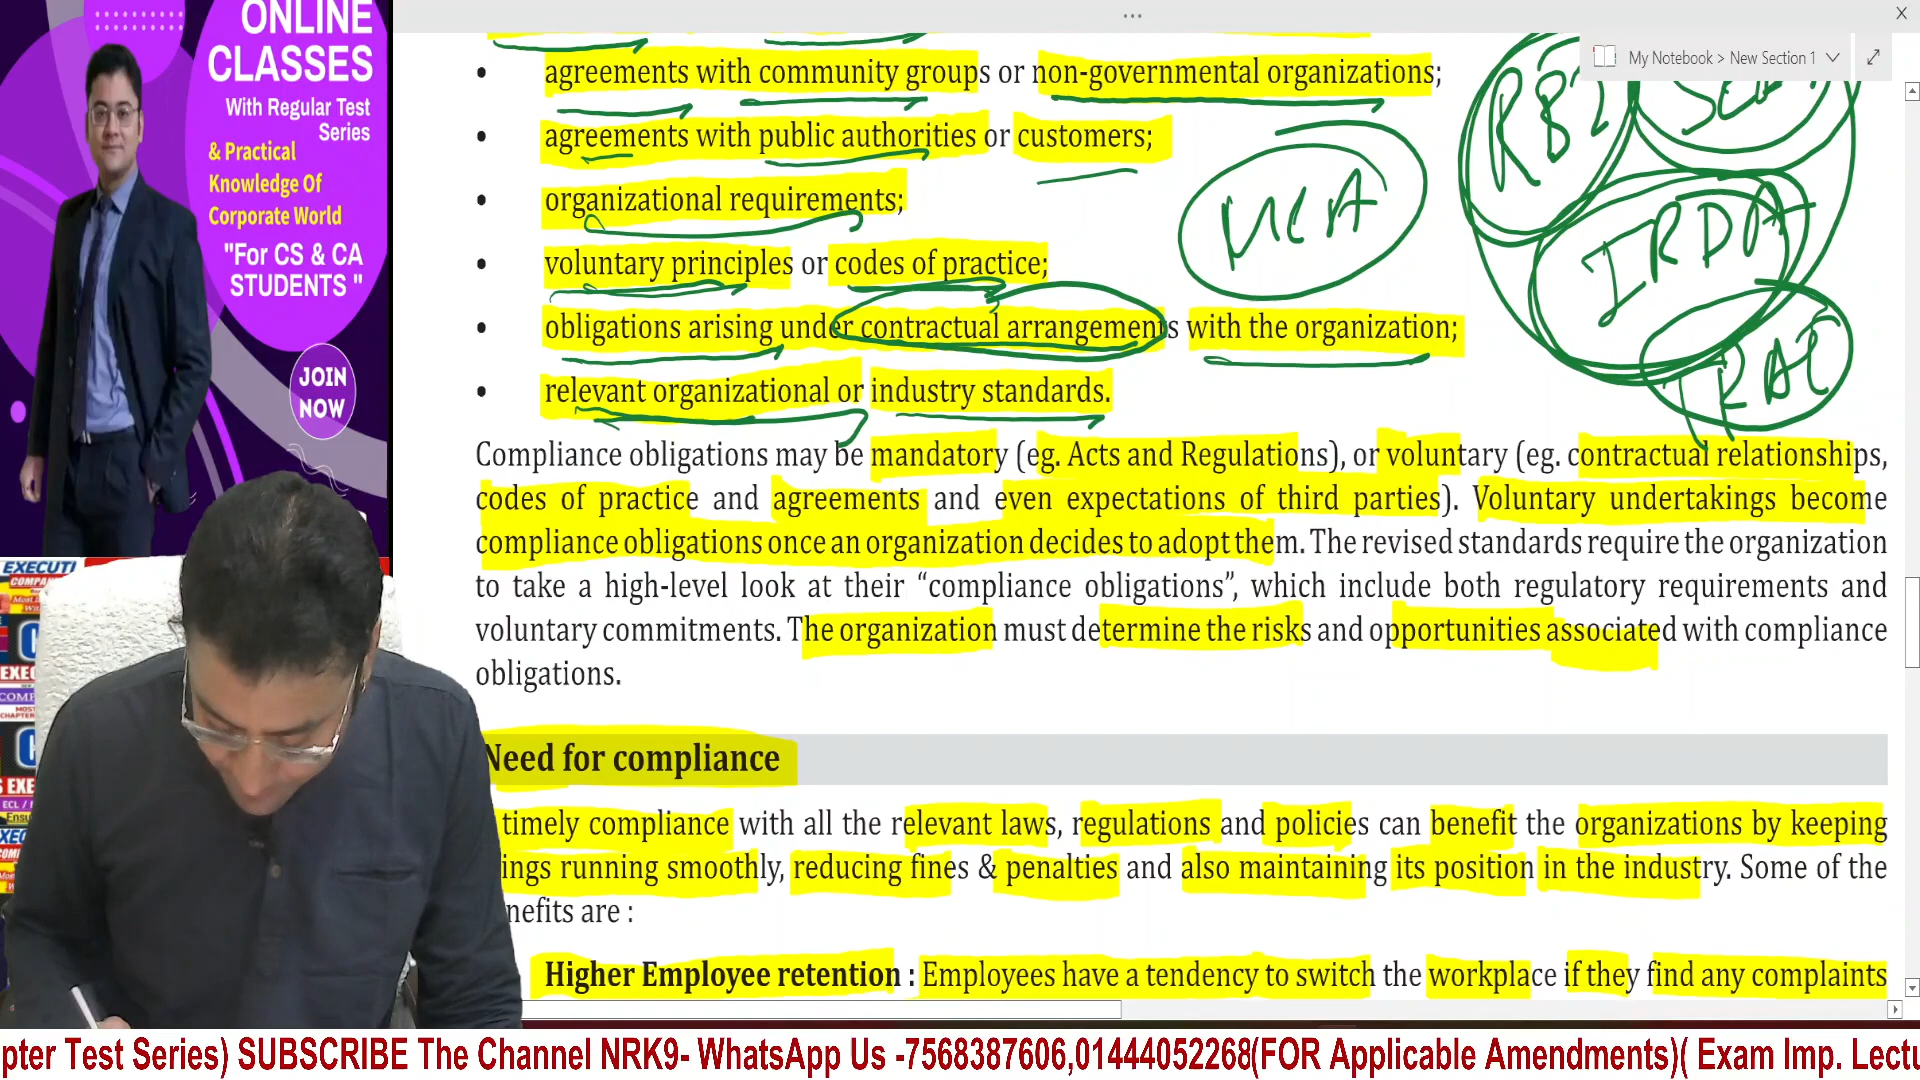 ONLINE
CLASSES
With Regular Test
Series
& Practical
Knowledge Of
Corporate World
"For CS & CA
STUDENTS "
JOIN
NOW
EXECUTI
My Notebook > New Section 1
• agreements with community groups or non-governmental organizations;
• agreements with public authorities or customers;
• organizational requirements;
• voluntary principles or codes of practice;
• obligations arising under contractual arrangements with the organization;
• relevant organizational or industry standards.
MCA
RBI
IRDA
TRAI
Compliance obligations may be mandatory (eg. Acts and Regulations), or voluntary (eg. contractual relationships,
codes of practice and agreements and even expectations of third parties). Voluntary undertakings become
compliance obligations once an organization decides to adopt them. The revised standards require the organization
to take a high-level look at their “compliance obligations”, which include both regulatory requirements and
voluntary commitments. The organization must determine the risks and opportunities associated with compliance
obligations.
Need for compliance
timely compliance with all the relevant laws, regulations and policies can benefit the organizations by keeping
ings running smoothly, reducing fines & penalties and also maintaining its position in the industry. Some of the
nefits are :
Higher Employee retention : Employees have a tendency to switch the workplace if they find any complaints
pter Test Series) SUBSCRIBE The Channel NRK9- WhatsApp Us -7568387606,01444052268(FOR Applicable Amendments)( Exam Imp. Lectu